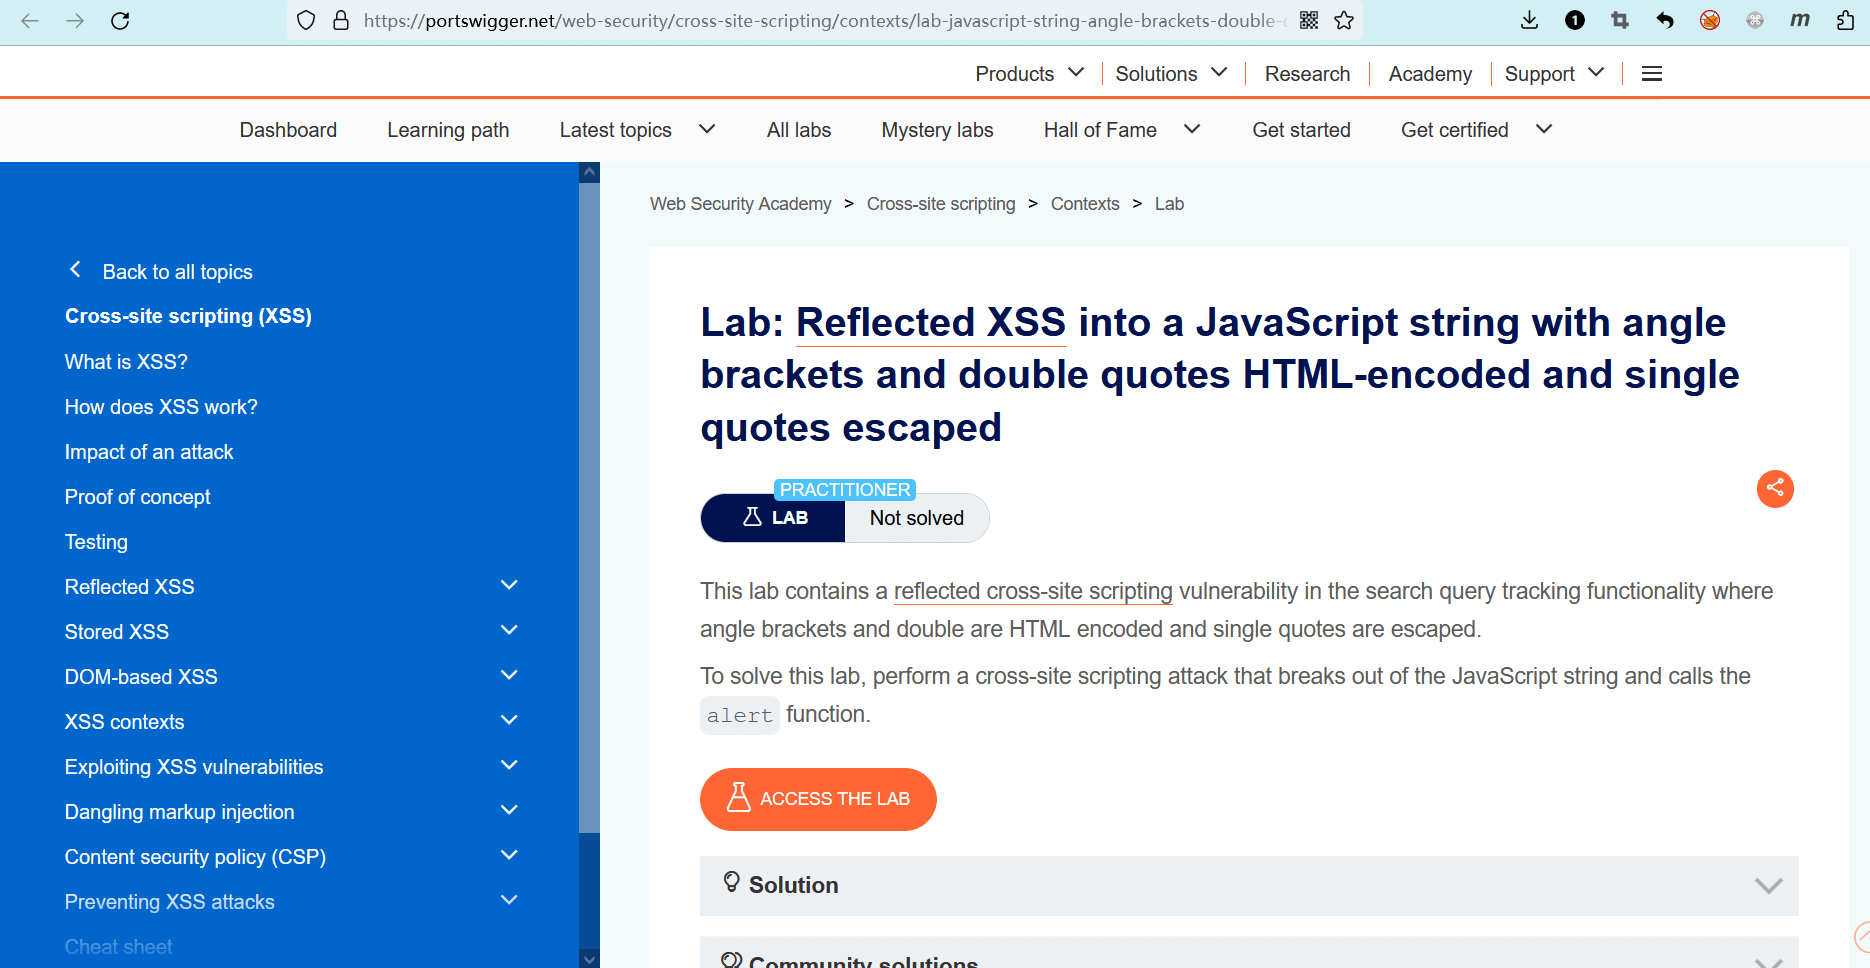 https://portswigger.net/web-security/cross-site-scripting/contexts/lab-javascript-string-angle-brackets-double-
1
m
Products
Solutions
Research
Academy
Support
Dashboard
Learning path
Latest topics
All labs
Mystery labs
Hall of Fame
Get started
Get certified
Back to all topics
Cross-site scripting (XSS)
What is XSS?
How does XSS work?
Impact of an attack
Proof of concept
Testing
Reflected XSS
Stored XSS
DOM-based XSS
XSS contexts
Exploiting XSS vulnerabilities
Dangling markup injection
Content security policy (CSP)
Preventing XSS attacks
Cheat sheet
Web Security Academy > Cross-site scripting > Contexts > Lab
Lab: Reflected XSS into a JavaScript string with angle
brackets and double quotes HTML-encoded and single
quotes escaped
PRACTITIONER
LAB
Not solved
This lab contains a reflected cross-site scripting vulnerability in the search query tracking functionality where
angle brackets and double are HTML encoded and single quotes are escaped.
To solve this lab, perform a cross-site scripting attack that breaks out of the JavaScript string and calls the
alert function.
ACCESS THE LAB
Solution
Community solutions